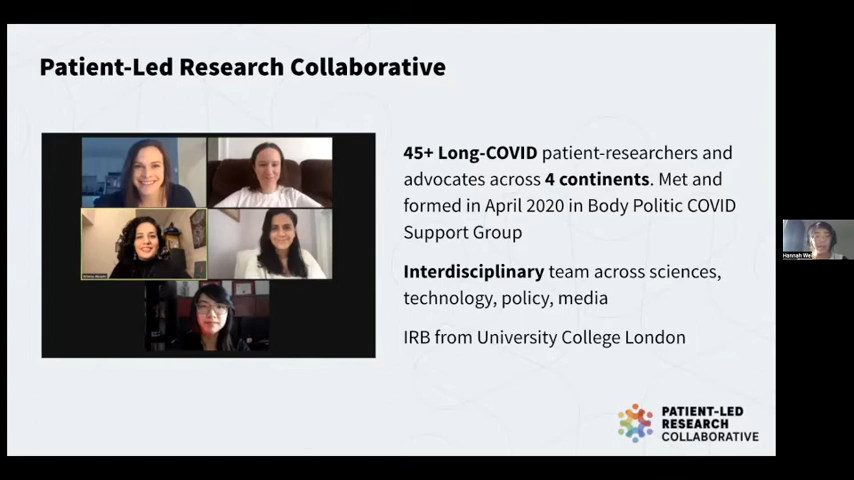 Patient-Led Research Collaborative
45+ Long-COVID patient-researchers and
advocates across 4 continents. Met and
formed in April 2020 in Body Politic COVID
Support Group
Interdisciplinary team across sciences,
technology, policy, media
IRB from University College London
PATIENT-LED
RESEARCH
COLLABORATIVE
Hannah Wei